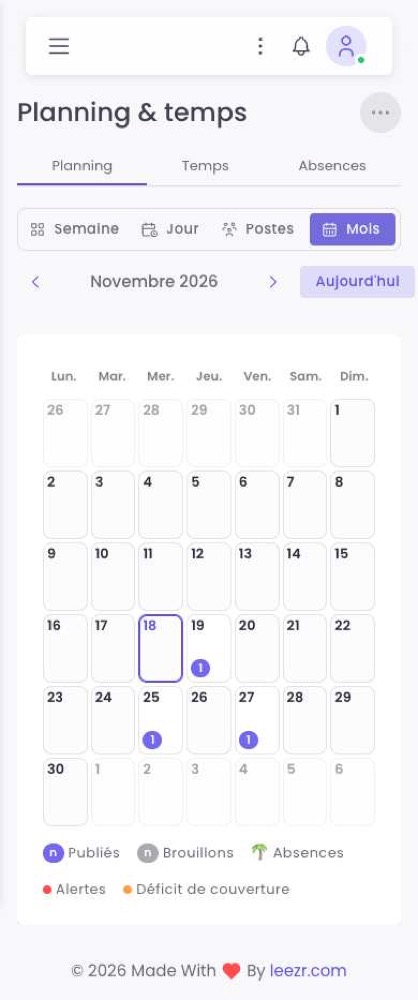 Planning & temps
Planning Temps Absences
Semaine Jour Postes Mois
Novembre 2026 Aujourd'hui
Lun. Mar. Mer. Jeu. Ven. Sam. Dim.
26 27 28 29 30 31 1
2 3 4 5 6 7 8
9 10 11 12 13 14 15
16 17 18 19 20 21 22
1
23 24 25 26 27 28 29
1 1
30 1 2 3 4 5 6
n Publiés n Brouillons Absences
Alertes Déficit de couverture
© 2026 Made With ❤️ By leezr.com